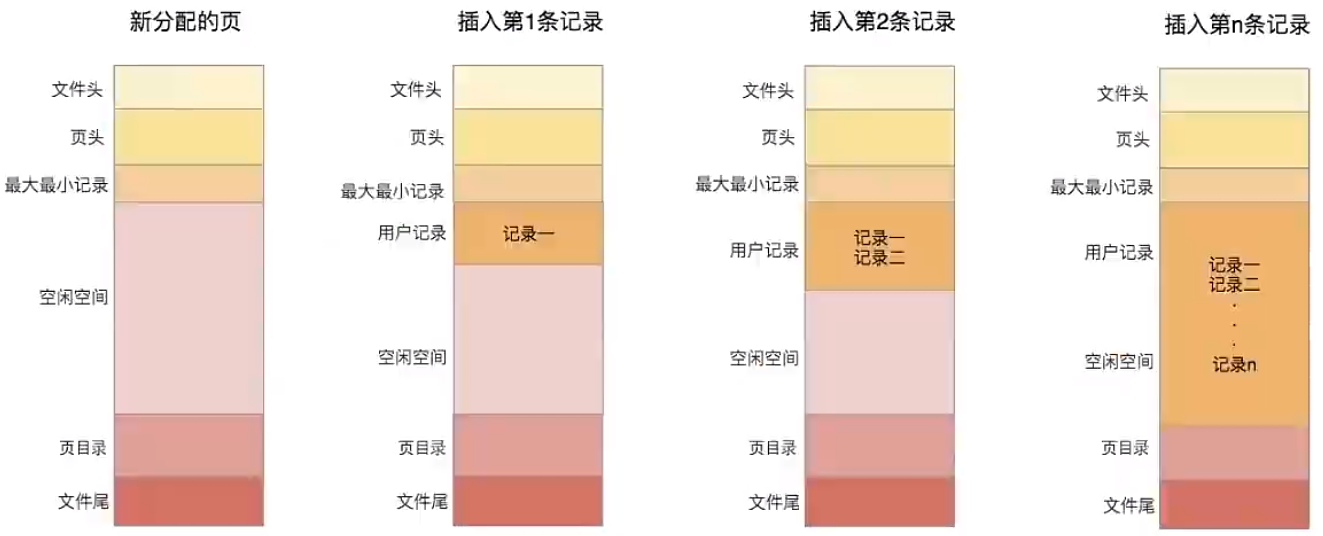 新分配的页
文件头
页头
最大最小记录
空闲空间
页目录
文件尾
插入第1条记录
文件头
页头
最大最小记录
用户记录
记录一
空闲空间
页目录
文件尾
插入第2条记录
文件头
页头
最大最小记录
用户记录
记录一
记录二
空闲空间
页目录
文件尾
插入第n条记录
文件头
页头
最大最小记录
用户记录
记录一
记录二
.
.
.
记录n
空闲空间
页目录
文件尾